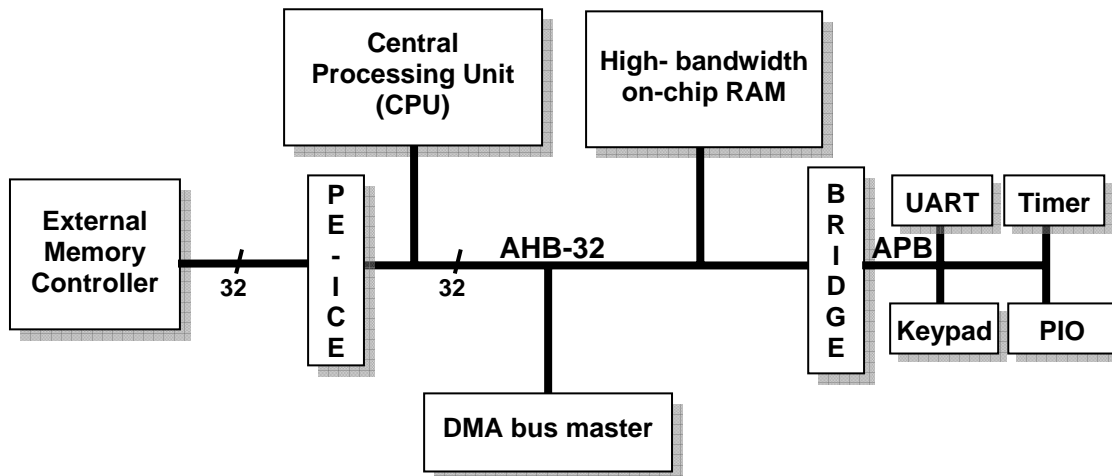 Central
Processing Unit
(CPU)
High- bandwidth
on-chip RAM
External
Memory
Controller
32
P
E
-
I
C
E
32
AHB-32
B
R
I
D
G
E
APB
UART
Timer
Keypad
PIO
DMA bus master